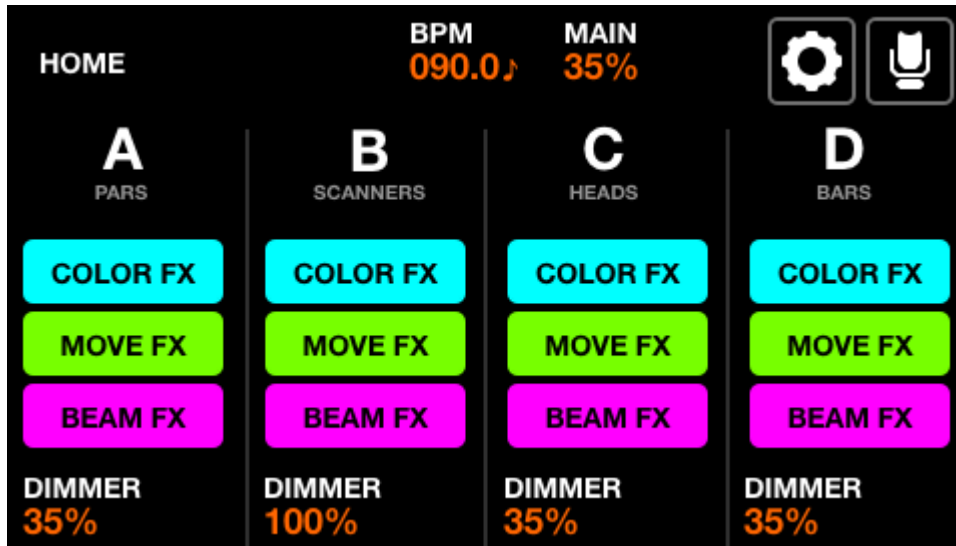 HOME
BPM
090.0♪
MAIN
35%
A
PARS
COLOR FX
MOVE FX
BEAM FX
DIMMER
35%
B
SCANNERS
COLOR FX
MOVE FX
BEAM FX
DIMMER
100%
C
HEADS
COLOR FX
MOVE FX
BEAM FX
DIMMER
35%
D
BARS
COLOR FX
MOVE FX
BEAM FX
DIMMER
35%